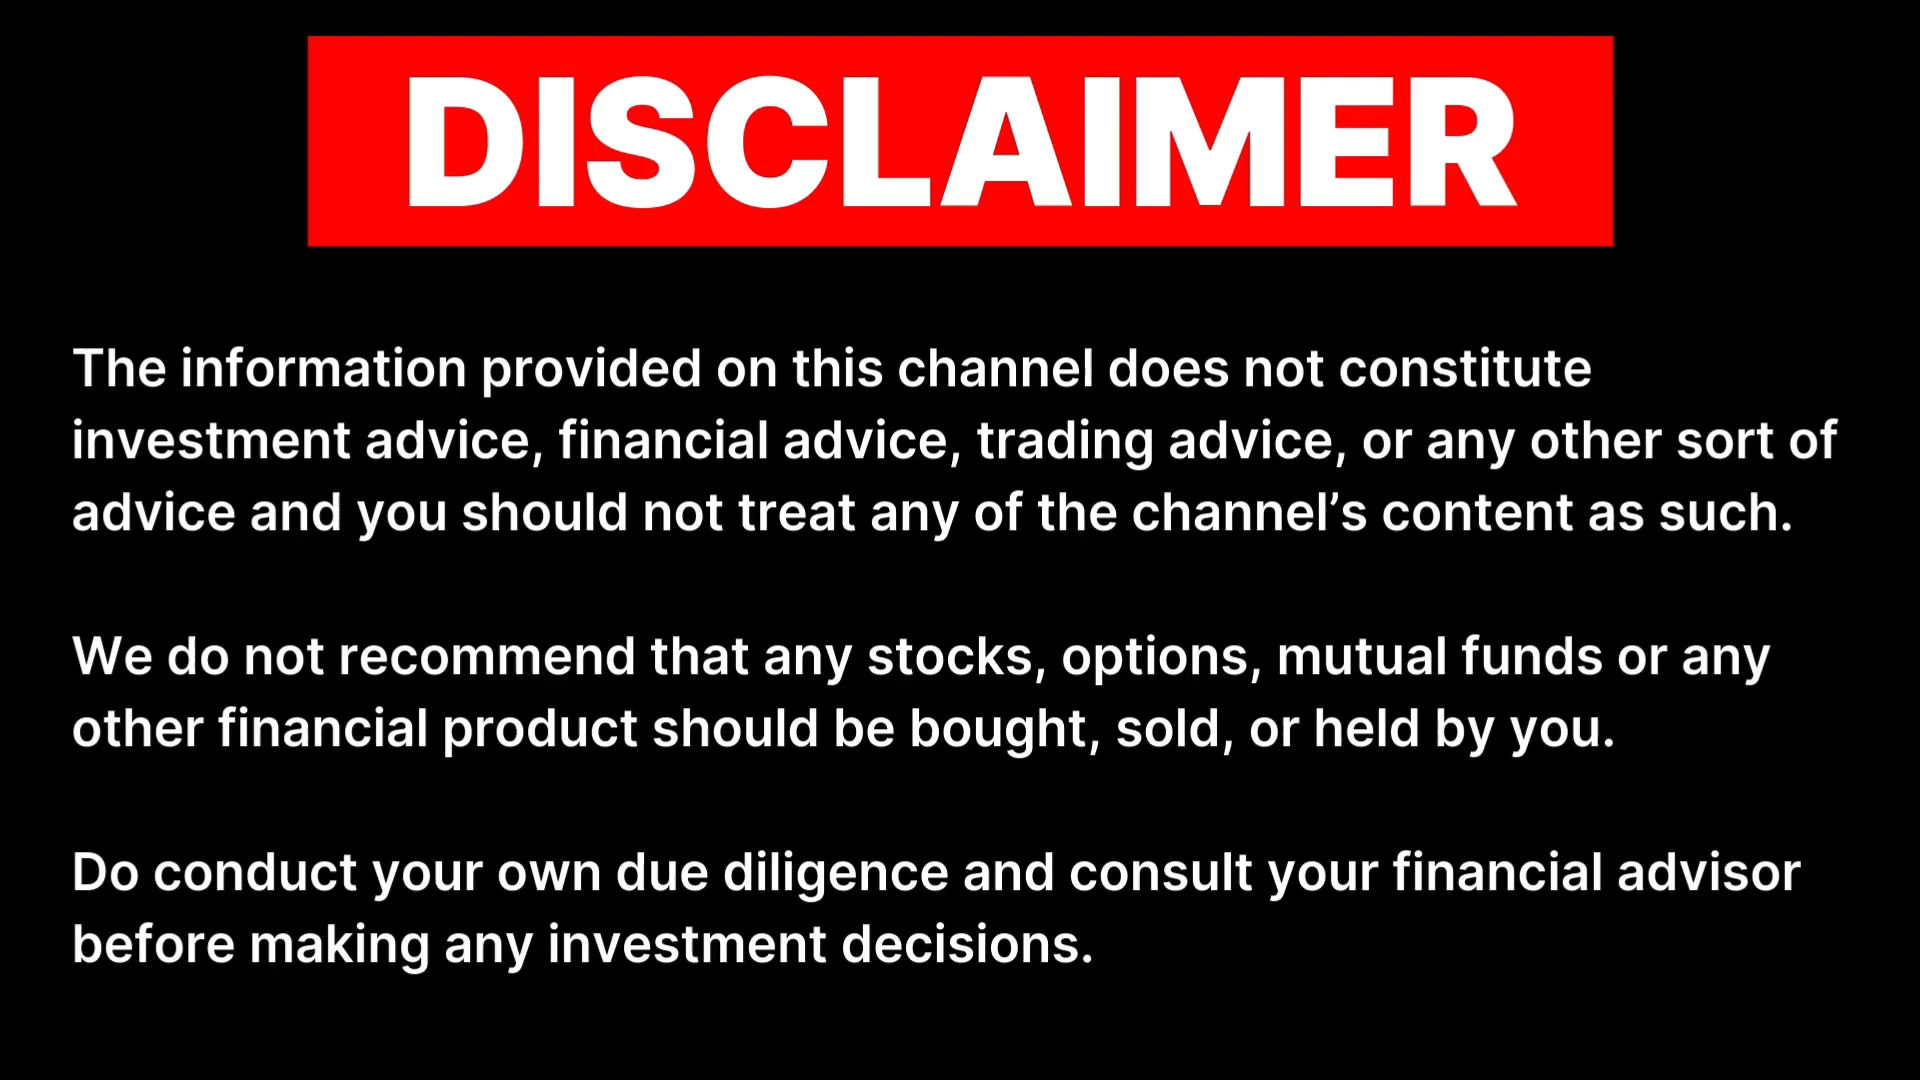 DISCLAIMER
The information provided on this channel does not constitute
investment advice, financial advice, trading advice, or any other sort of
advice and you should not treat any of the channel’s content as such.
We do not recommend that any stocks, options, mutual funds or any
other financial product should be bought, sold, or held by you.
Do conduct your own due diligence and consult your financial advisor
before making any investment decisions.